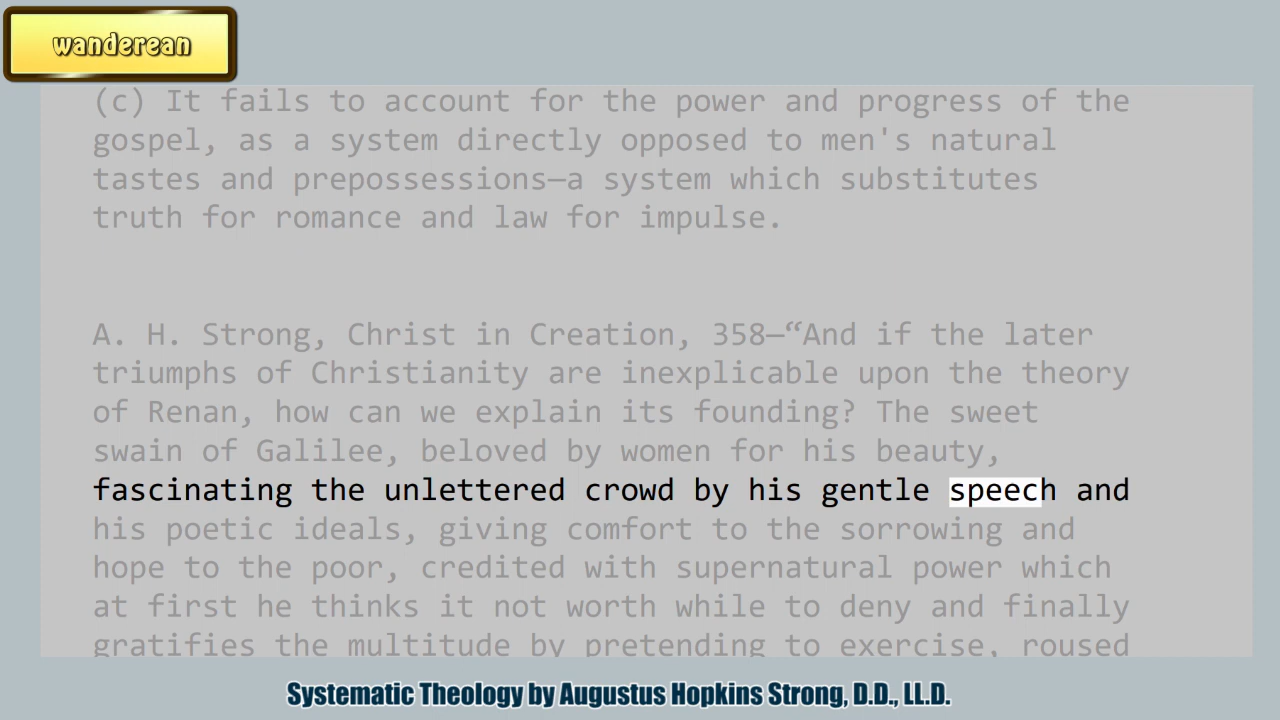 wanderean
(c) It fails to account for the power and progress of the
gospel, as a system directly opposed to men's natural
tastes and prepossessions—a system which substitutes
truth for romance and law for impulse.
A. H. Strong, Christ in Creation, 358—“And if the later
triumphs of Christianity are inexplicable upon the theory
of Renan, how can we explain its founding? The sweet
swain of Galilee, beloved by women for his beauty,
fascinating the unlettered crowd by his gentle speech and
his poetic ideals, giving comfort to the sorrowing and
hope to the poor, credited with supernatural power which
at first he thinks it not worth while to deny and finally
gratifies the multitude by pretending to exercise, roused
Systematic Theology by Augustus Hopkins Strong, D.D., LL.D.